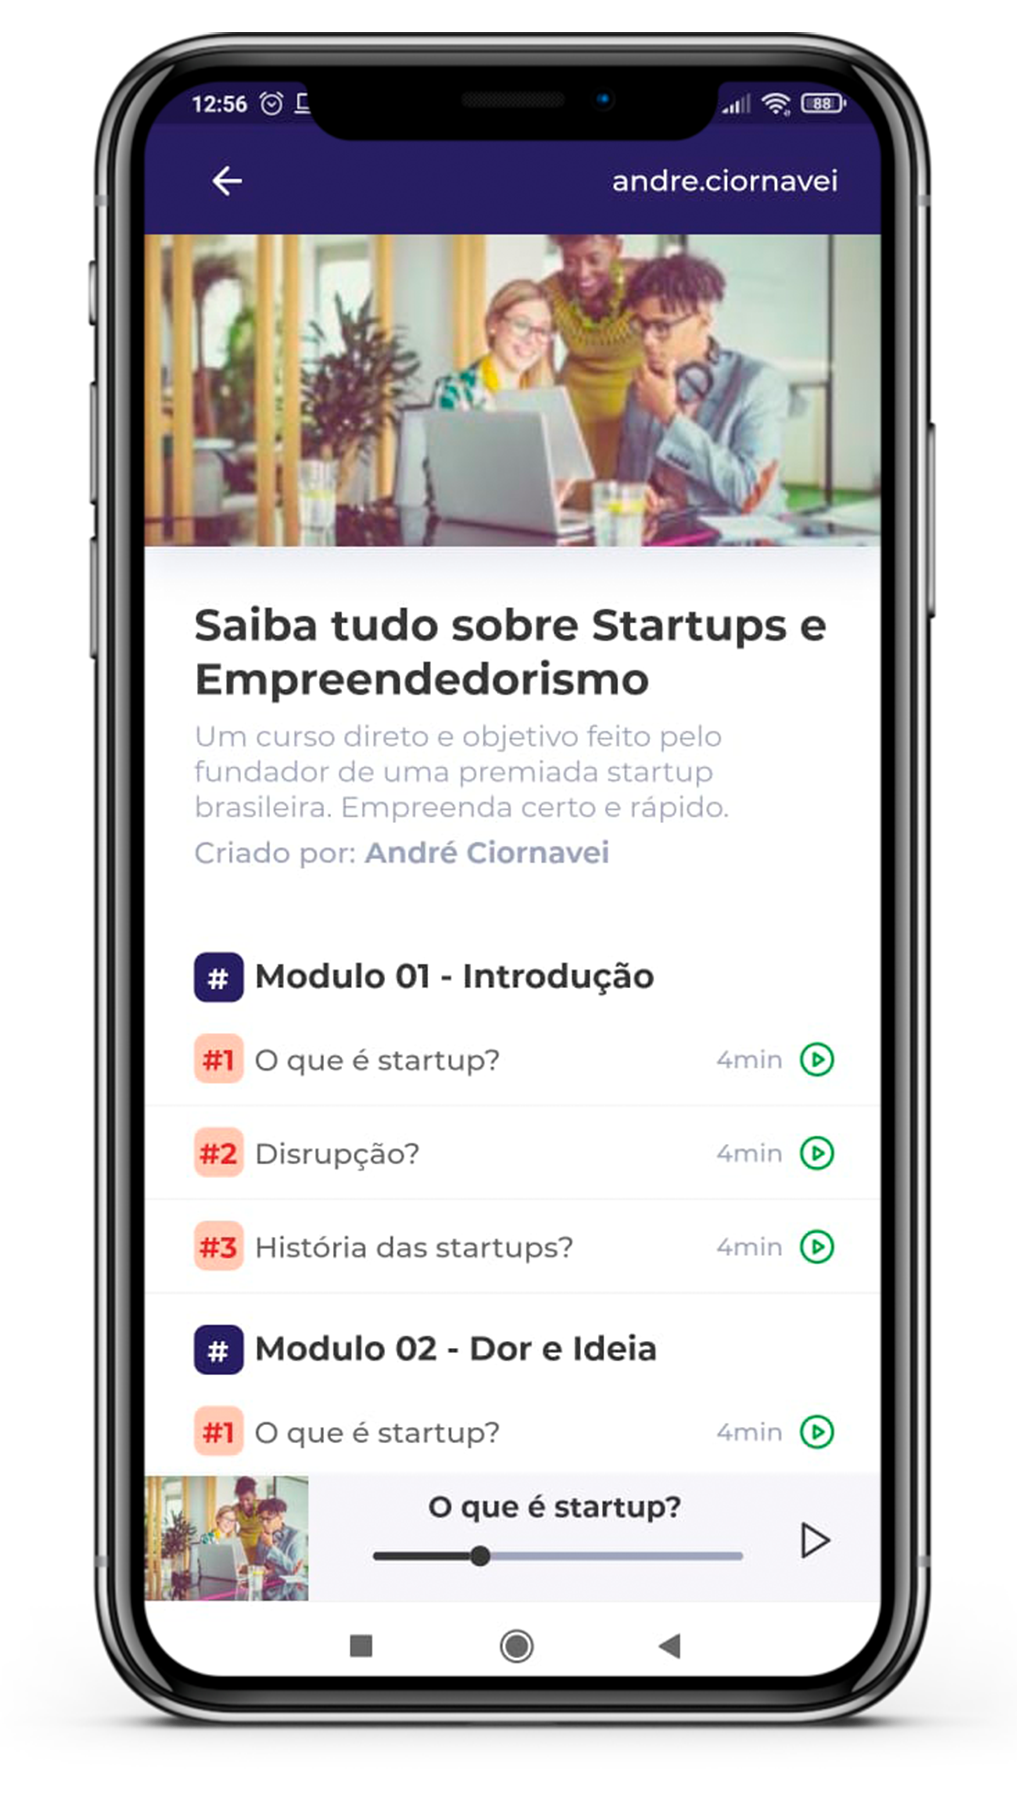 12:56
88
andre.ciornavei
Saiba tudo sobre Startups e
Empreendedorismo
Um curso direto e objetivo feito pelo
fundador de uma premiada startup
brasileira. Empreenda certo e rápido.
Criado por: André Ciornavei
# Modulo 01 - Introdução
#1 O que é startup? 4min
#2 Disrupção? 4min
#3 História das startups? 4min
# Modulo 02 - Dor e Ideia
#1 O que é startup? 4min
O que é startup?